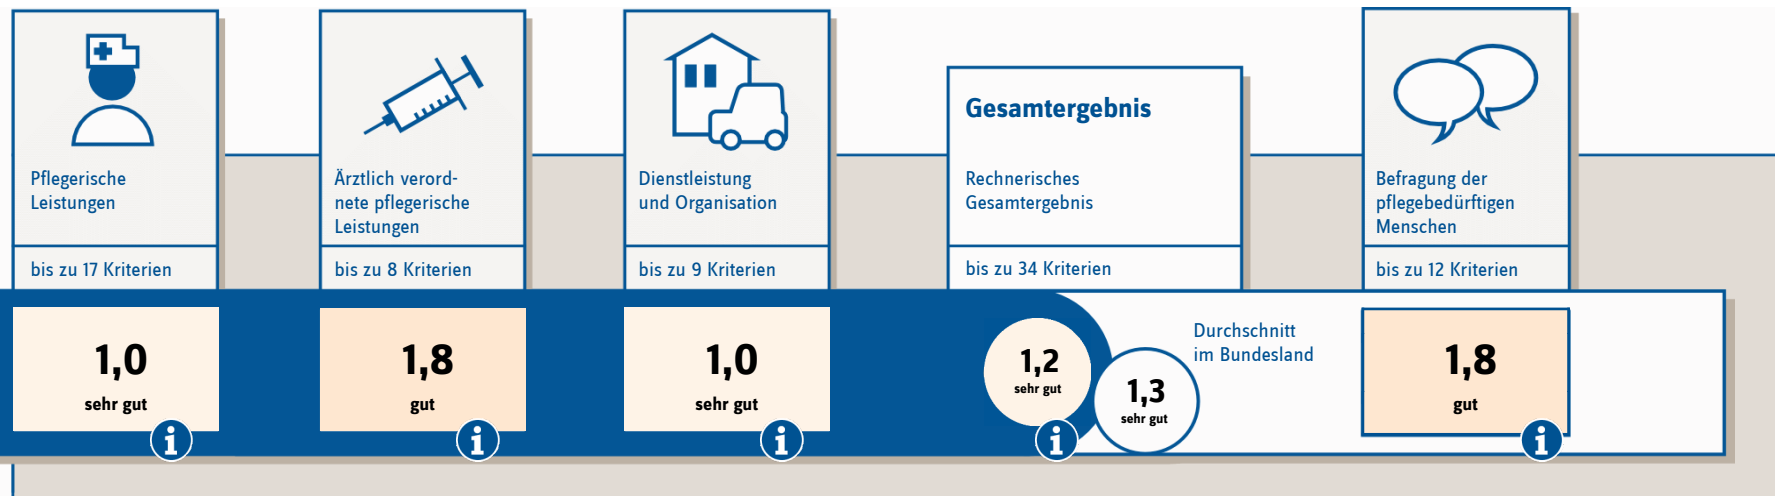 Pflegerische
Leistungen
bis zu 17 Kriterien
1,0
sehr gut
i
Ärztlich verord-
nete pflegerische
Leistungen
bis zu 8 Kriterien
1,8
gut
i
Dienstleistung
und Organisation
bis zu 9 Kriterien
1,0
sehr gut
i
Gesamtergebnis
Rechnerisches
Gesamtergebnis
bis zu 34 Kriterien
1,2
sehr gut
i
1,3
sehr gut
Durchschnitt
im Bundesland
Befragung der
pflegebedürftigen
Menschen
bis zu 12 Kriterien
1,8
gut
i